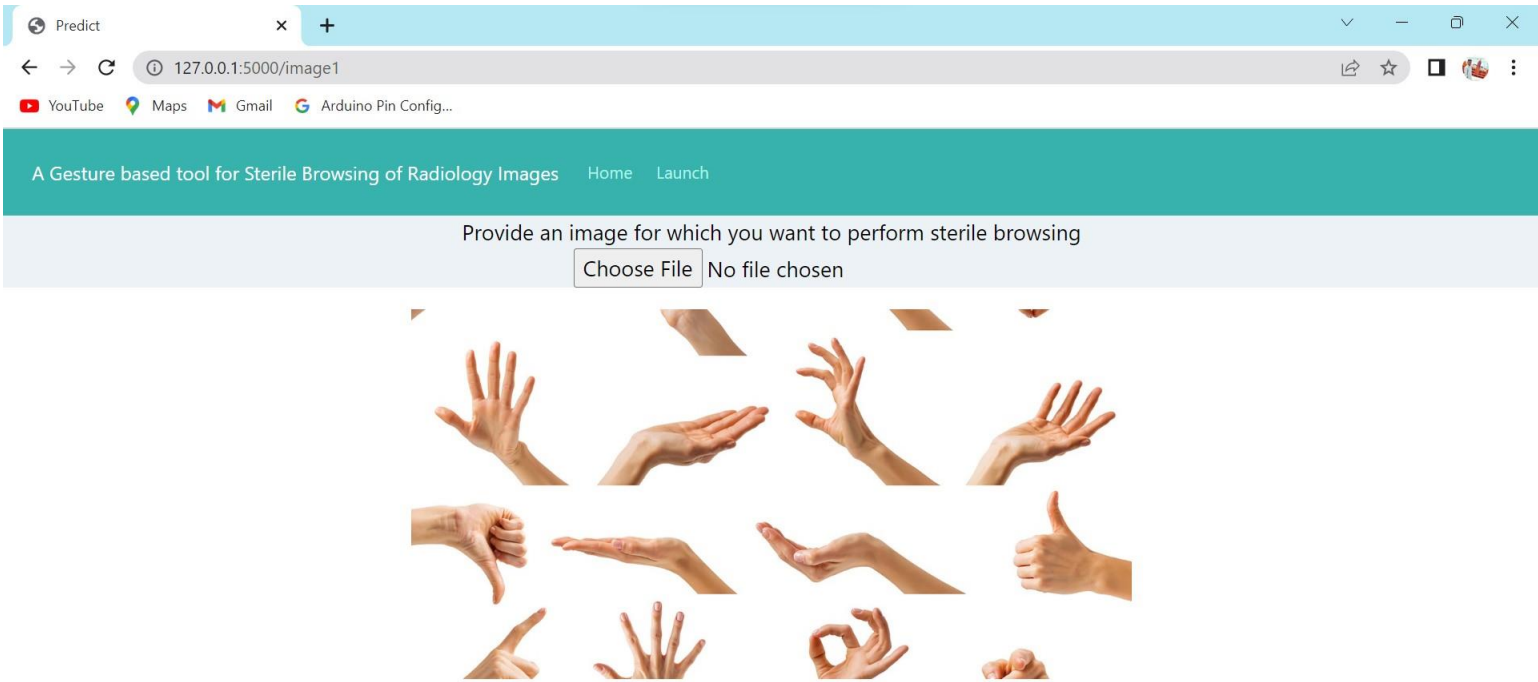 Predict
127.0.0.1:5000/image1
YouTube Maps Gmail Arduino Pin Config...
A Gesture based tool for Sterile Browsing of Radiology Images Home Launch
Provide an image for which you want to perform sterile browsing
Choose File No file chosen